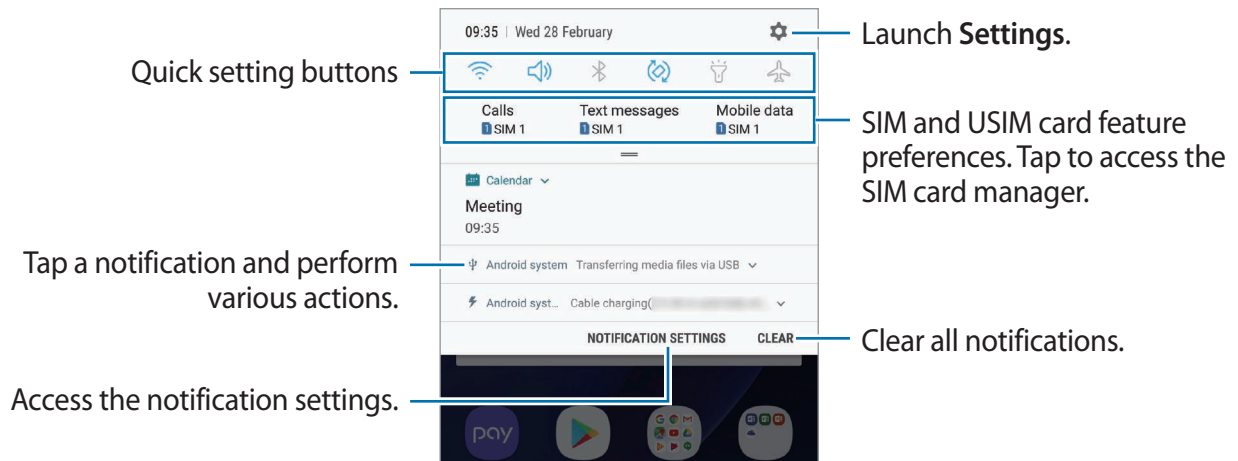 09:35 | Wed 28 February
Launch Settings.
Quick setting buttons
Calls Text messages Mobile data
1 SIM 1 1 SIM 1 1 SIM 1
SIM and USIM card feature
preferences. Tap to access the
SIM card manager.
Calendar
Meeting
09:35
Tap a notification and perform
various actions.
Android system Transferring media files via USB
Android syst... Cable charging(
NOTIFICATION SETTINGS CLEAR
Clear all notifications.
Access the notification settings.
pay